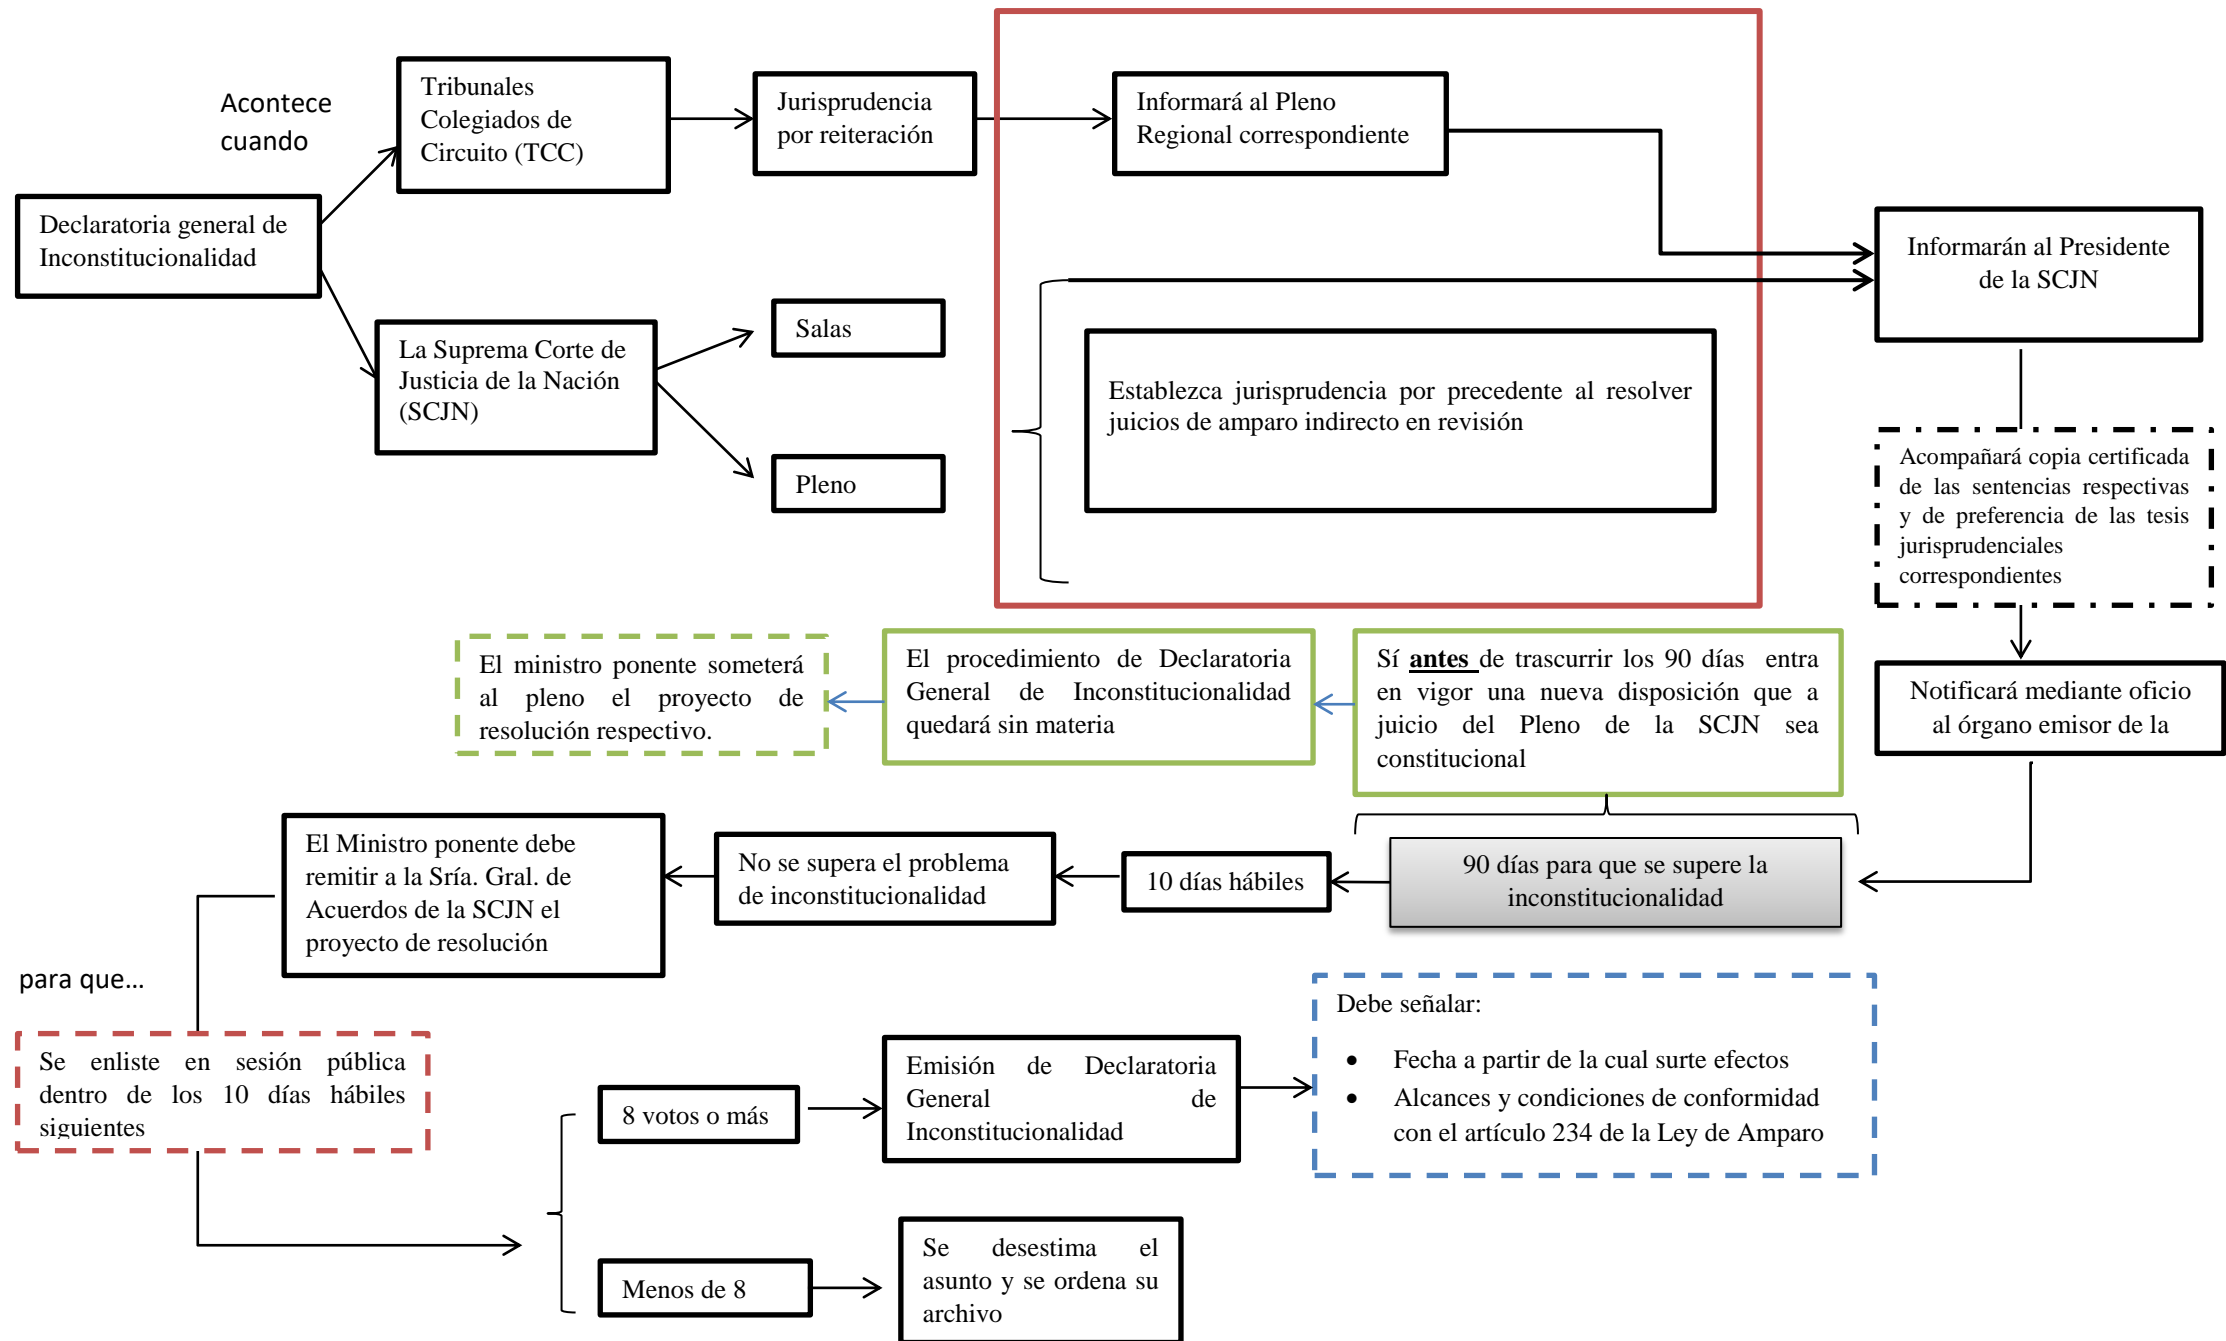 Acontece
cuando
Tribunales
Colegiados de
Circuito (TCC)
Jurisprudencia
por reiteración
Informará al Pleno
Regional correspondiente
Declaratoria general de
Inconstitucionalidad
Informarán al Presidente
de la SCJN
Salas
La Suprema Corte de
Justicia de la Nación
(SCJN)
Establezca jurisprudencia por precedente al resolver
juicios de amparo indirecto en revisión
Pleno
Acompañará copia certificada
de las sentencias respectivas
y de preferencia de las tesis
jurisprudenciales
correspondientes
El ministro ponente someterá
al pleno el proyecto de
resolución respectivo.
El procedimiento de Declaratoria
General de Inconstitucionalidad
quedará sin materia
Sí antes de trascurrir los 90 días entra
en vigor una nueva disposición que a
juicio del Pleno de la SCJN sea
constitucional
Notificará mediante oficio
al órgano emisor de la
El Ministro ponente debe
remitir a la Sría. Gral. de
Acuerdos de la SCJN el
proyecto de resolución
No se supera el problema
de inconstitucionalidad
10 días hábiles
90 días para que se supere la
inconstitucionalidad
para que...
Se enliste en sesión pública
dentro de los 10 días hábiles
siguientes
8 votos o más
Emisión de Declaratoria
General de
Inconstitucionalidad
Debe señalar:
• Fecha a partir de la cual surte efectos
• Alcances y condiciones de conformidad
con el artículo 234 de la Ley de Amparo
Menos de 8
Se desestima el
asunto y se ordena su
archivo